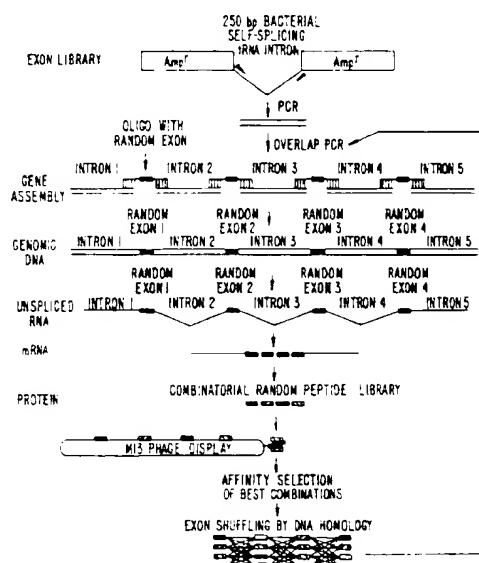 250 bp BACTERIAL
SELF-SPLICING
tRNA INTRON
EXON LIBRARY
Ampʳ Ampʳ
PCR
OLIGO WITH
RANDOM EXON
OVERLAP PCR
INTRON 1 INTRON 2 INTRON 3 INTRON 4 INTRON 5
GENE
ASSEMBLY
RANDOM EXON 1 RANDOM EXON 2 RANDOM EXON 3 RANDOM EXON 4
GENOMIC
DNA
INTRON 1 INTRON 2 INTRON 3 INTRON 4 INTRON 5
RANDOM EXON 1 RANDOM EXON 2 RANDOM EXON 3 RANDOM EXON 4
UNSPLICED
RNA
INTRON 1 INTRON 2 INTRON 3 INTRON 4 INTRON 5
mRNA
COMBINATORIAL RANDOM PEPTIDE LIBRARY
PROTEIN
M13 PHAGE DISPLAY
AFFINITY SELECTION
OF BEST COMBINATIONS
EXON SHUFFLING BY DNA HOMOLOGY